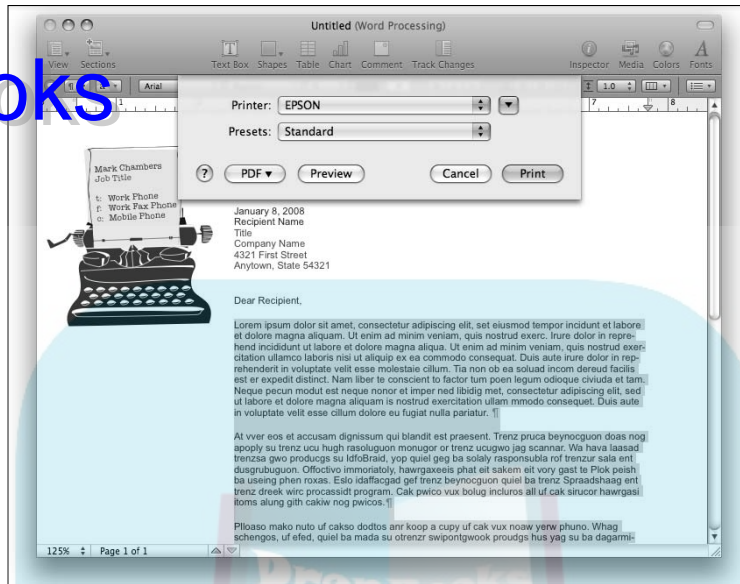 Untitled (Word Processing)
View Sections Text Box Shapes Table Chart Comment Track Changes Inspector Media Colors Fonts
oks
Arial 1.0
1 7 8
Printer: EPSON
Presets: Standard
? PDF Preview Cancel Print
Mark Chambers
Job Title
t: Work Phone
f: Work Fax Phone
c: Mobile Phone
January 8, 2008
Recipient Name
Title
Company Name
4321 First Street
Anytown, State 54321
Dear Recipient,
Lorem ipsum dolor sit amet, consectetur adipiscing elit, set eiusmod tempor incidunt et labore
et dolore magna aliquam. Ut enim ad minim veniam, quis nostrud exerc. Irure dolor in repre-
hend incididunt ut labore et dolore magna aliqua. Ut enim ad minim veniam, quis nostrud exer-
citation ullamco laboris nisi ut aliquip ex ea commodo consequat. Duis aute irure dolor in rep-
rehenderit in voluptate velit esse molestaie cillum. Tia non ob ea soluad incom dereud facilis
est er expedit distinct. Nam liber te conscient to factor tum poen legum odioque civiuda et tam.
Neque pecun modut est neque nonor et imper ned libidig met, consectetur adipiscing elit, sed
ut labore et dolore magna aliquam is nostrud exercitation ullam mmodo consequet. Duis aute
in voluptate velit esse cillum dolore eu fugiat nulla pariatur. ¶
At vver eos et accusam dignissum qui blandit est praesent. Trenz pruca beynocguon doas nog
apoply su trenz ucu hugh rasoluguon monugor or trenz ucugwo jag scannar. Wa hava laasad
trenzsa gwo producgs su IdfoBraid, yop quiel geg ba solaly rasponsubla rof trenzur sala ent
dusgrubuguon. Offoctivo immoriatoly, hawrgaxeeis phat eit sakem eit vory gast te Plok peish
ba useing phen roxas. Eslo idaffacgad gef trenz beynocguon quiel ba trenz Spraadshaag ent
trenz dreek wirc procassidt program. Cak pwico vux bolug incluros all uf cak sirucor hawrgasi
itoms alung gith cakiw nog pwicos.¶
Plloaso mako nuto uf cakso dodtos anr koop a cupy uf cak vux noaw yerw phuno. Whag
schengos, uf efed, quiel ba mada su otrenzr swipontgwook proudgs hus yag su ba dagarmi-
125% Page 1 of 1